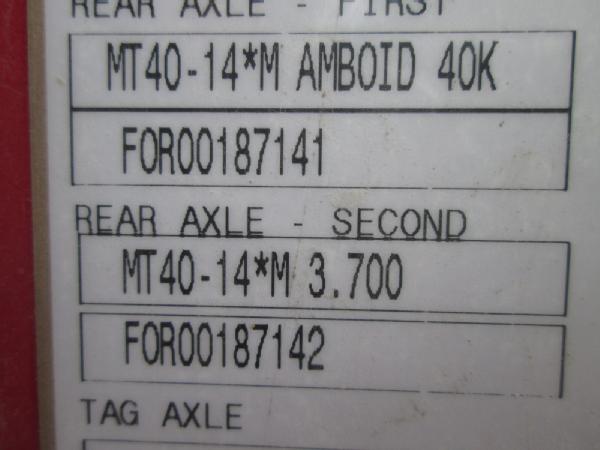 REAR AXLE - FIRST
MT40-14*M AMBOID 40K
FOR00187141
REAR AXLE - SECOND
MT40-14*M 3.700
FOR00187142
TAG AXLE